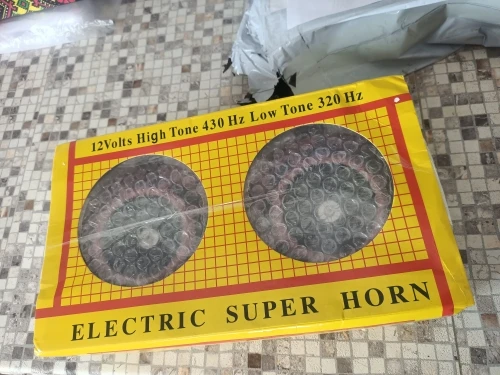 12Volts High Tone 430 Hz Low Tone 320 Hz
ELECTRIC SUPER HORN